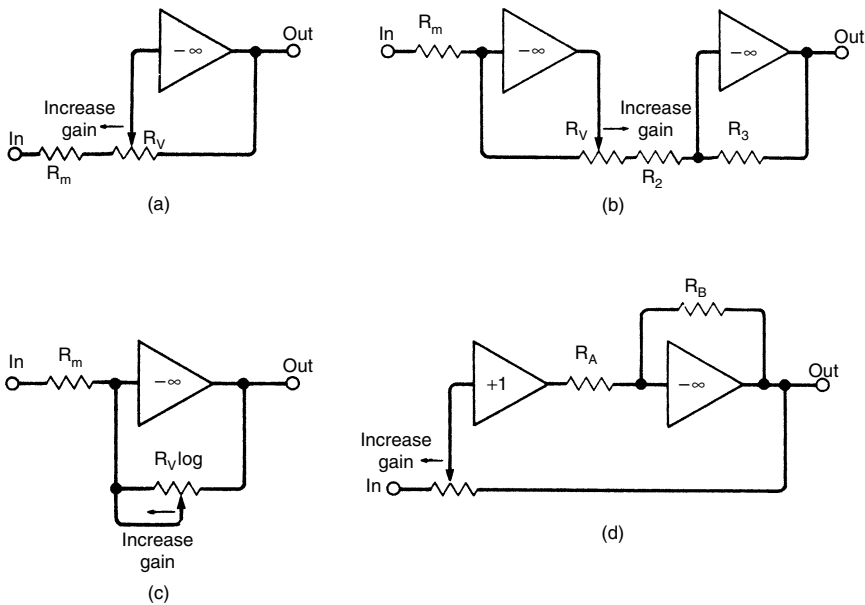 In
R_m
Increase
gain
R_V
− ∞
Out
(a)
In
R_m
− ∞
R_V
Increase
gain
R_2
− ∞
R_3
Out
(b)
In
R_m
− ∞
Out
R_V log
Increase
gain
(c)
In
Increase
gain
+1
R_A
R_B
− ∞
Out
(d)